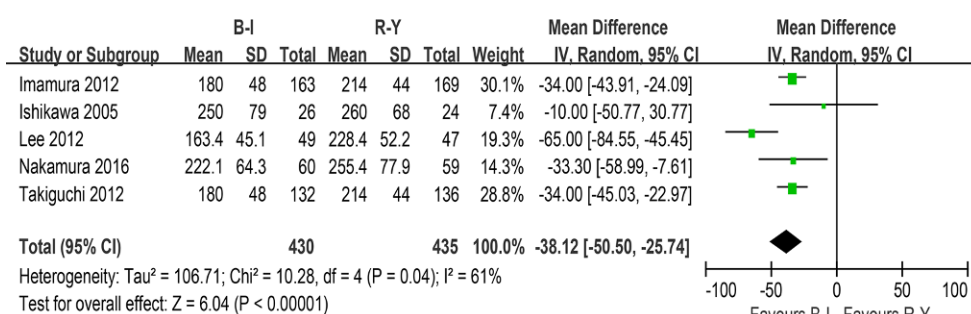 B-I R-Y Mean Difference Mean Difference
Study or Subgroup Mean SD Total Mean SD Total Weight IV, Random, 95% CI IV, Random, 95% CI
Imamura 2012 180 48 163 214 44 169 30.1% -34.00 [-43.91, -24.09]
Ishikawa 2005 250 79 26 260 68 24 7.4% -10.00 [-50.77, 30.77]
Lee 2012 163.4 45.1 49 228.4 52.2 47 19.3% -65.00 [-84.55, -45.45]
Nakamura 2016 222.1 64.3 60 255.4 77.9 59 14.3% -33.30 [-58.99, -7.61]
Takiguchi 2012 180 48 132 214 44 136 28.8% -34.00 [-45.03, -22.97]
Total (95% CI) 430 435 100.0% -38.12 [-50.50, -25.74]
Heterogeneity: Tau² = 106.71; Chi² = 10.28, df = 4 (P = 0.04); I² = 61%
-100 -50 0 50 100
Test for overall effect: Z = 6.04 (P < 0.00001)
Favours B-I Favours R-Y